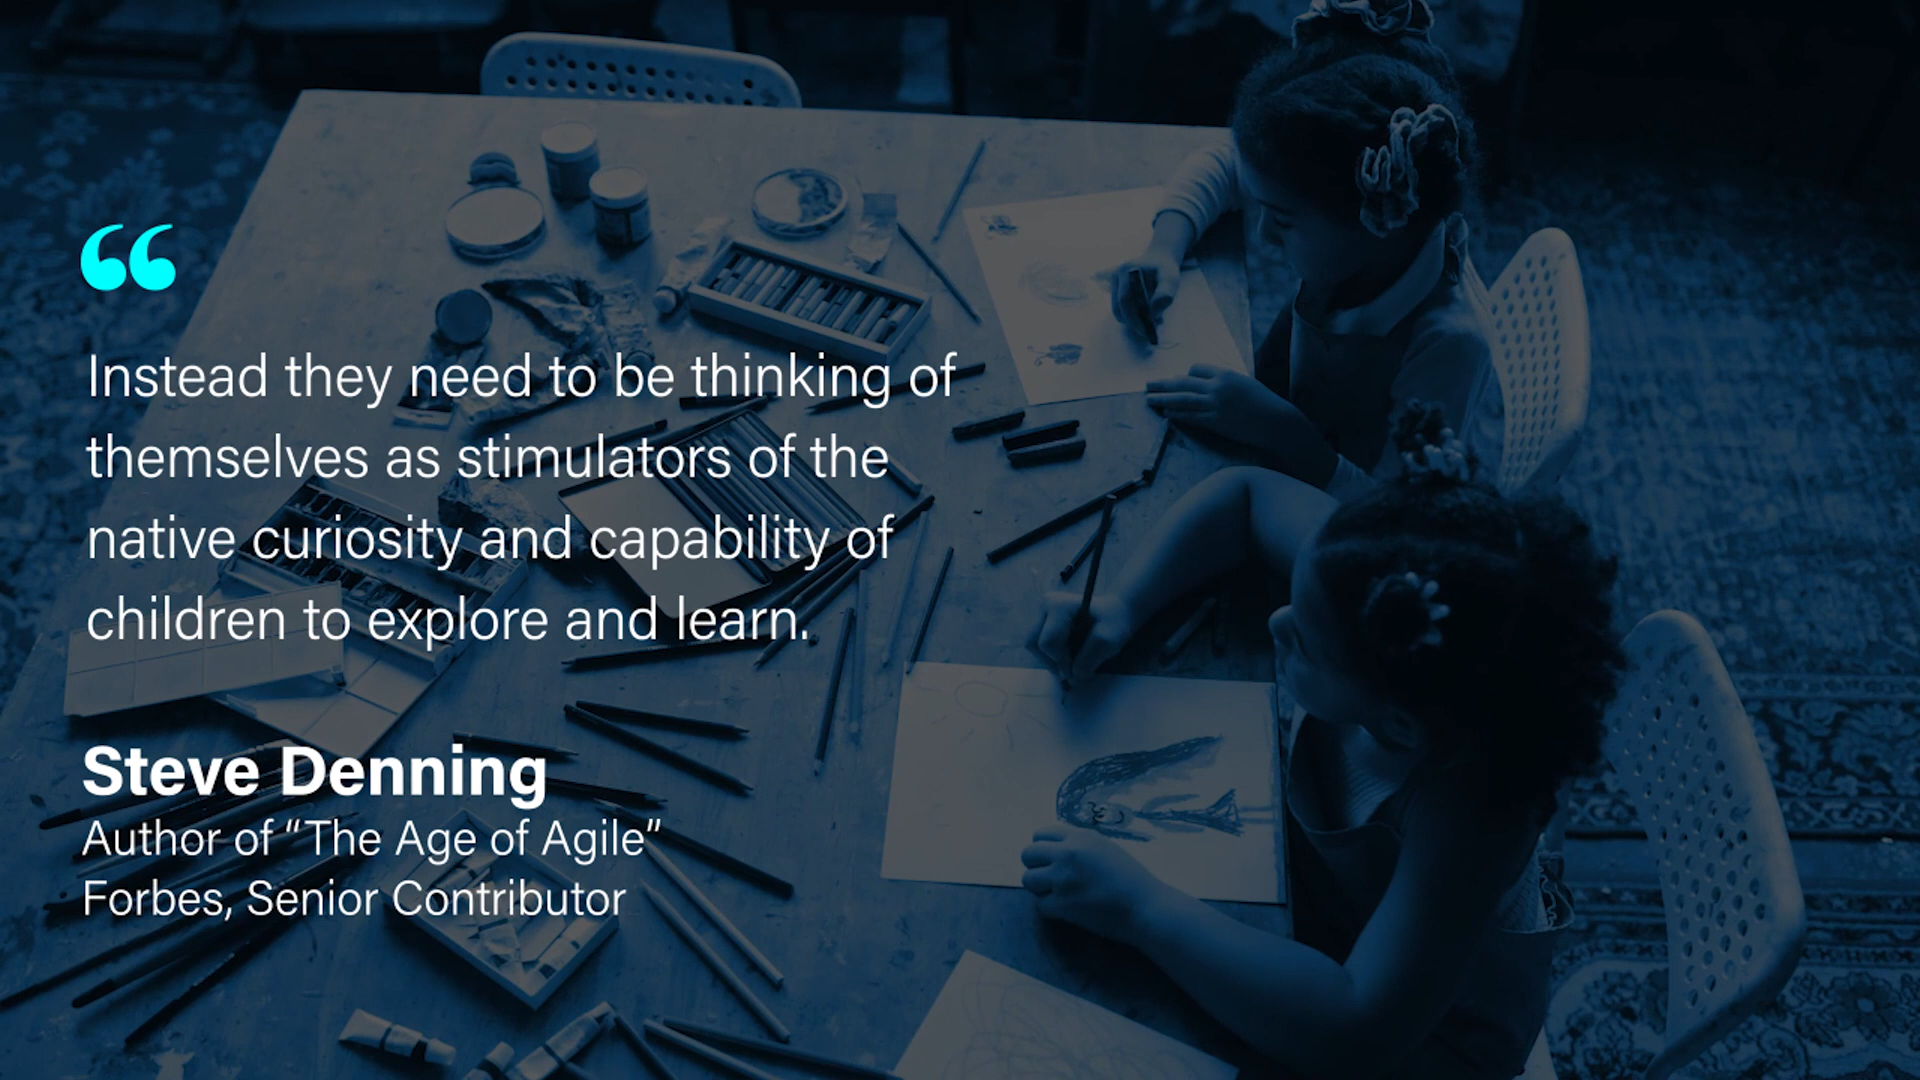 “
Instead they need to be thinking of
themselves as stimulators of the
native curiosity and capability of
children to explore and learn.
Steve Denning
Author of “The Age of Agile”
Forbes, Senior Contributor